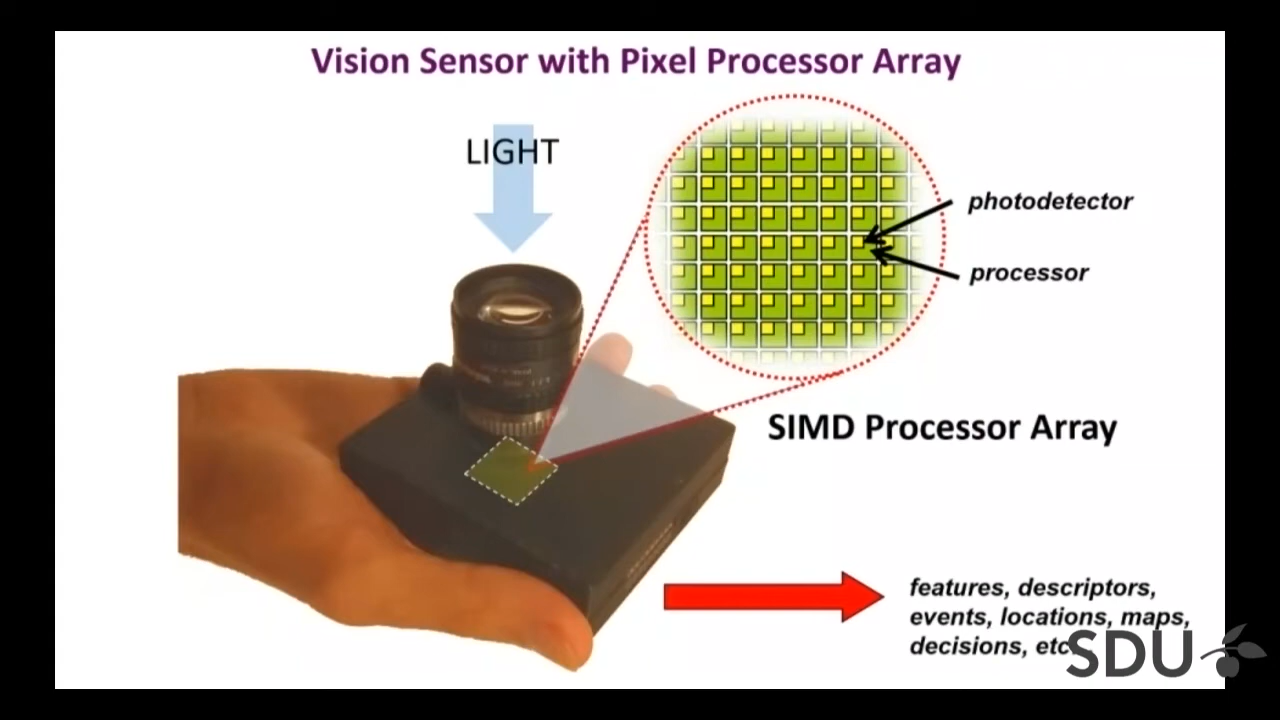 Vision Sensor with Pixel Processor Array
LIGHT
photodetector
processor
SIMD Processor Array
features, descriptors,
events, locations, maps,
decisions, etc
SDU